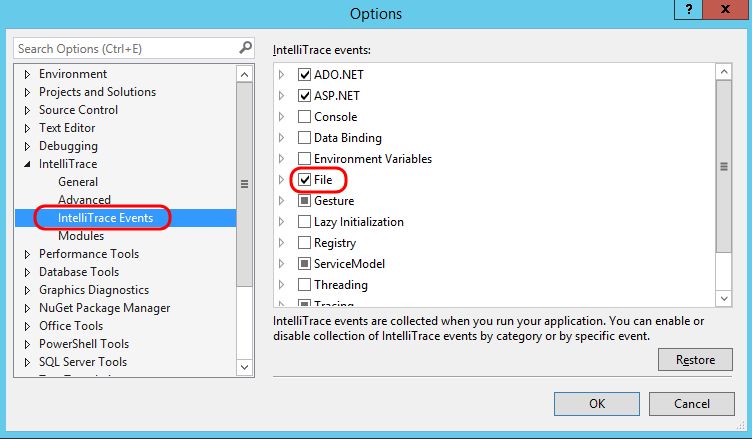 Options
?
x
Search Options (Ctrl+E)
Environment
Projects and Solutions
Source Control
Text Editor
Debugging
IntelliTrace
General
Advanced
IntelliTrace Events
Modules
Performance Tools
Database Tools
Graphics Diagnostics
NuGet Package Manager
Office Tools
PowerShell Tools
SQL Server Tools
IntelliTrace events:
ADO.NET
ASP.NET
Console
Data Binding
Environment Variables
File
Gesture
Lazy Initialization
Registry
ServiceModel
Threading
Tracing
IntelliTrace events are collected when you run your application. You can enable or
disable collection of IntelliTrace events by category or by specific event.
Restore
OK
Cancel